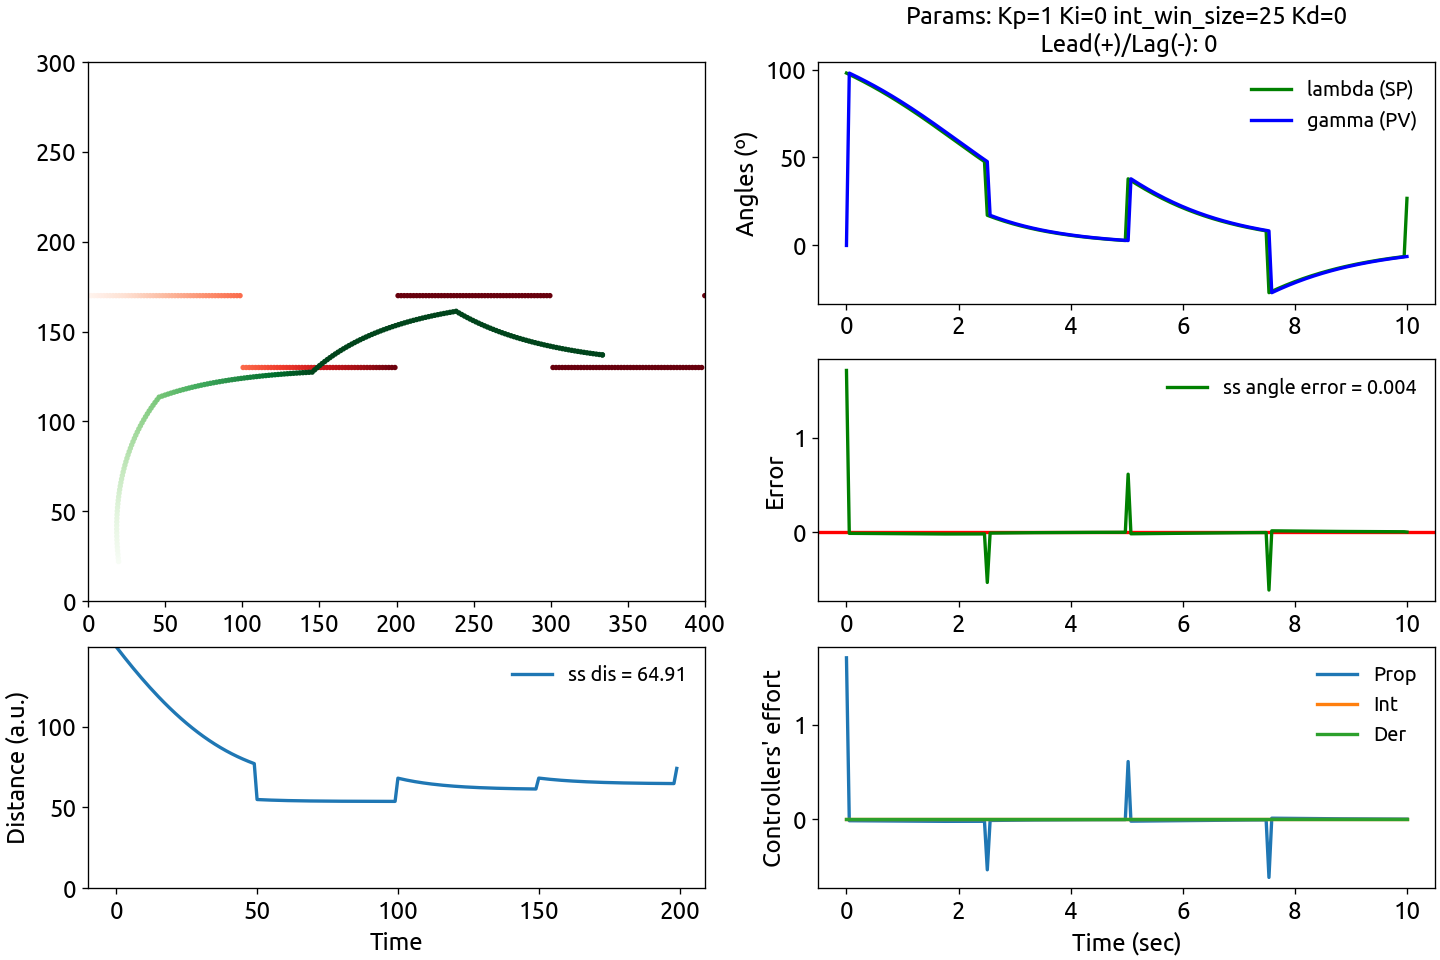 Params: Kp=1 Ki=0 int_win_size=25 Kd=0
Lead(+)/Lag(-): 0
300
250
200
150
100
50
0
0 50 100 150 200 250 300 350 400
Angles (º)
100
50
0
lambda (SP)
gamma (PV)
0 2 4 6 8 10
Error
1
0
ss angle error = 0.004
0 2 4 6 8 10
Distance (a.u.)
100
50
0
ss dis = 64.91
0 50 100 150 200
Time
Controllers' effort
1
0
Prop
Int
Der
0 2 4 6 8 10
Time (sec)